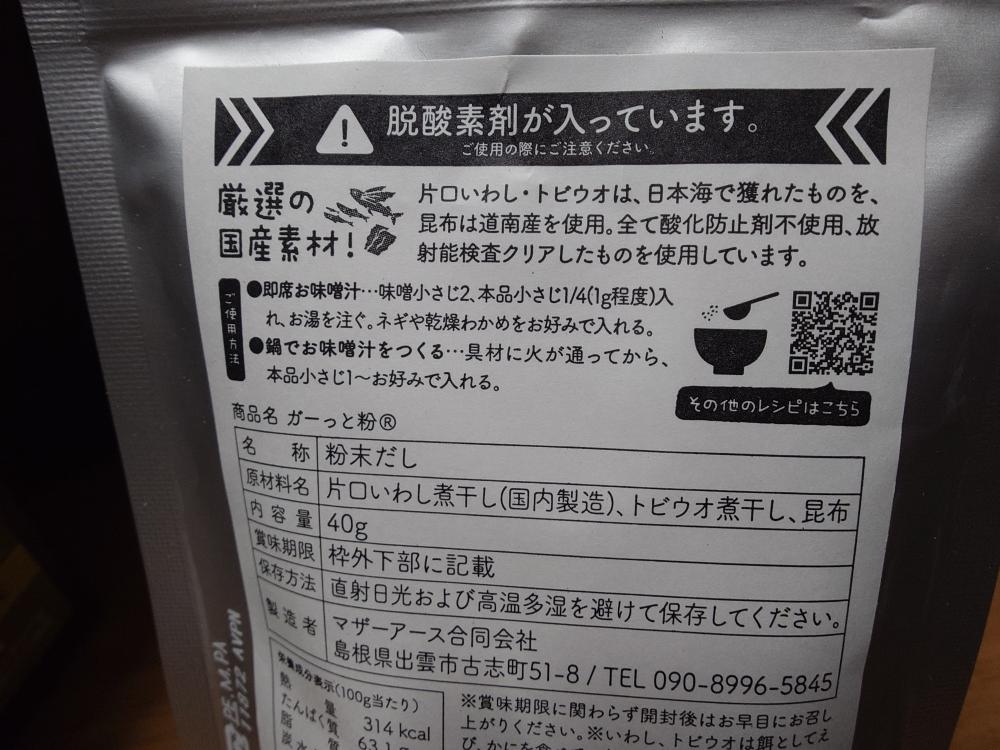 脱酸素剤が入っています。
ご使用の際にご注意ください。
厳選の
国産素材!
片口いわし・トビウオは、日本海で獲れたものを、
昆布は道南産を使用。全て酸化防止剤不使用、放
射能検査クリアしたものを使用しています。
ご使用方法
●即席お味噌汁…味噌小さじ2、本品小さじ1/4(1g程度)入
れ、お湯を注ぐ。ネギや乾燥わかめをお好みで入れる。
●鍋でお味噌汁をつくる…具材に火が通ってから、
本品小さじ1〜お好みで入れる。
その他のレシピはこちら
商品名 ガーっと粉®
名 称 粉末だし
原材料名 片口いわし煮干し(国内製造)、トビウオ煮干し、昆布
内容量 40g
賞味期限 枠外下部に記載
保存方法 直射日光および高温多湿を避けて保存してください。
製造者 マザーアース合同会社
島根県出雲市古志町51-8 / TEL 090-8996-5845
栄養成分表示(100g当たり)
熱 量 314 kcal
たんぱく質 63.1
脂 質
炭水
※賞味期限に関わらず開封後はお早目にお召し
上がりください。※いわし、トビウオは餌としてえ
び、かにを食べ
PE, M, PA
11872 AVPN